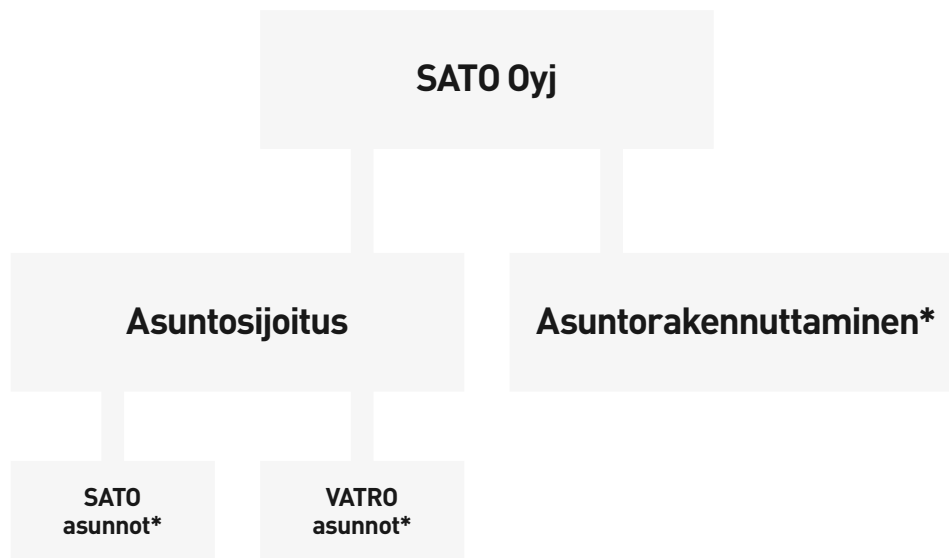 SATO Oyj
Asuntosijoitus
Asuntorakennuttaminen*
SATO
asunnot*
VATRO
asunnot*